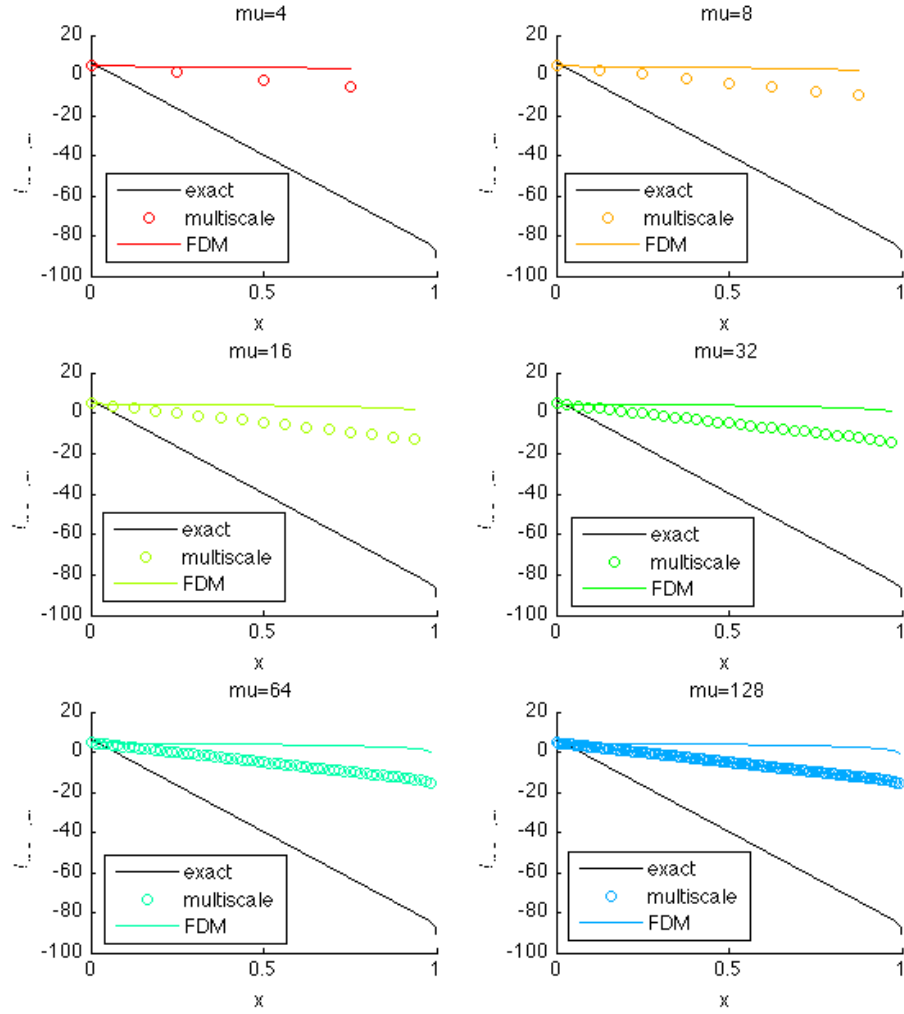 mu=4
20
0
-20
-40
-60
-80
-100
exact
multiscale
FDM
0
0.5
1
x
mu=8
20
0
-20
-40
-60
-80
-100
exact
multiscale
FDM
0
0.5
1
x
mu=16
20
0
-20
-40
-60
-80
-100
exact
multiscale
FDM
0
0.5
1
x
mu=32
20
0
-20
-40
-60
-80
-100
exact
multiscale
FDM
0
0.5
1
x
mu=64
20
0
-20
-40
-60
-80
-100
exact
multiscale
FDM
0
0.5
1
x
mu=128
20
0
-20
-40
-60
-80
-100
exact
multiscale
FDM
0
0.5
1
x